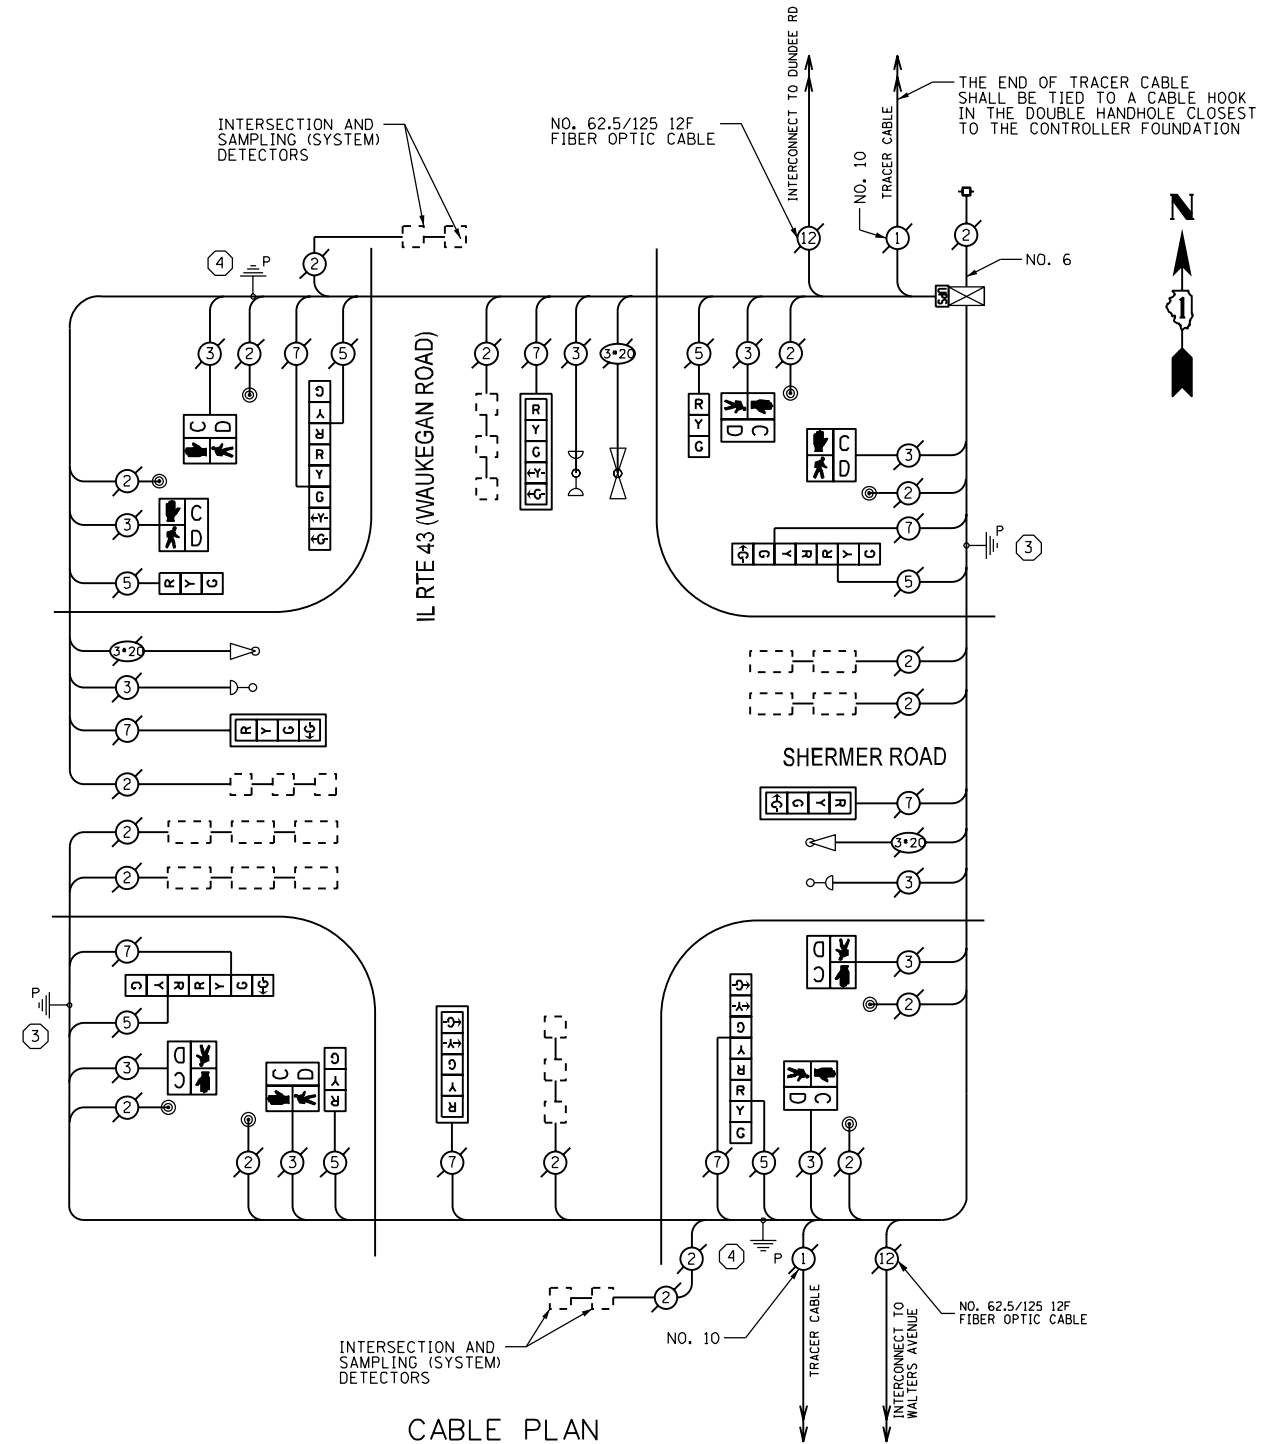 INTERCONNECT TO DUNDEE RD
TRACER CABLE
NO. 10
THE END OF TRACER CABLE
SHALL BE TIED TO A CABLE HOOK
IN THE DOUBLE HANDHOLE CLOSEST
TO THE CONTROLLER FOUNDATION
INTERSECTION AND
SAMPLING (SYSTEM)
DETECTORS
NO. 62.5/125 12F
FIBER OPTIC CABLE
N
1
12
1
2
NO. 6
UPS
4
P
2
3
2
7
5
2
7
3
3#20
5
3
2
IL RTE 43 (WAUKEGAN ROAD)
C D
G
Y
R
R
Y
G
←Y-
←G-
R
Y
G
←Y-
←G-
R
Y
G
D C
C
D
3
2
2
3
C
D
5
R Y G
7
←G- G Y R R Y G
5
P
3
3#20
3
7
R Y G ←G-
2
2
2
SHERMER ROAD
←G- G Y R
7
3#20
3
2
2
7
G Y R R Y G ←G-
P
3
5
3
D
C
2
C D
G
Y
R
2
3
5
←G-
←Y-
G
Y
R
7
2
←G-
←Y-
G
Y
R
R
Y
G
7
5
3
2
D C
D
C
3
2
2
4
P
1
12
2
NO. 10
TRACER CABLE
INTERCONNECT TO
WALTERS AVENUE
NO. 62.5/125 12F
FIBER OPTIC CABLE
INTERSECTION AND
SAMPLING (SYSTEM)
DETECTORS
CABLE PLAN